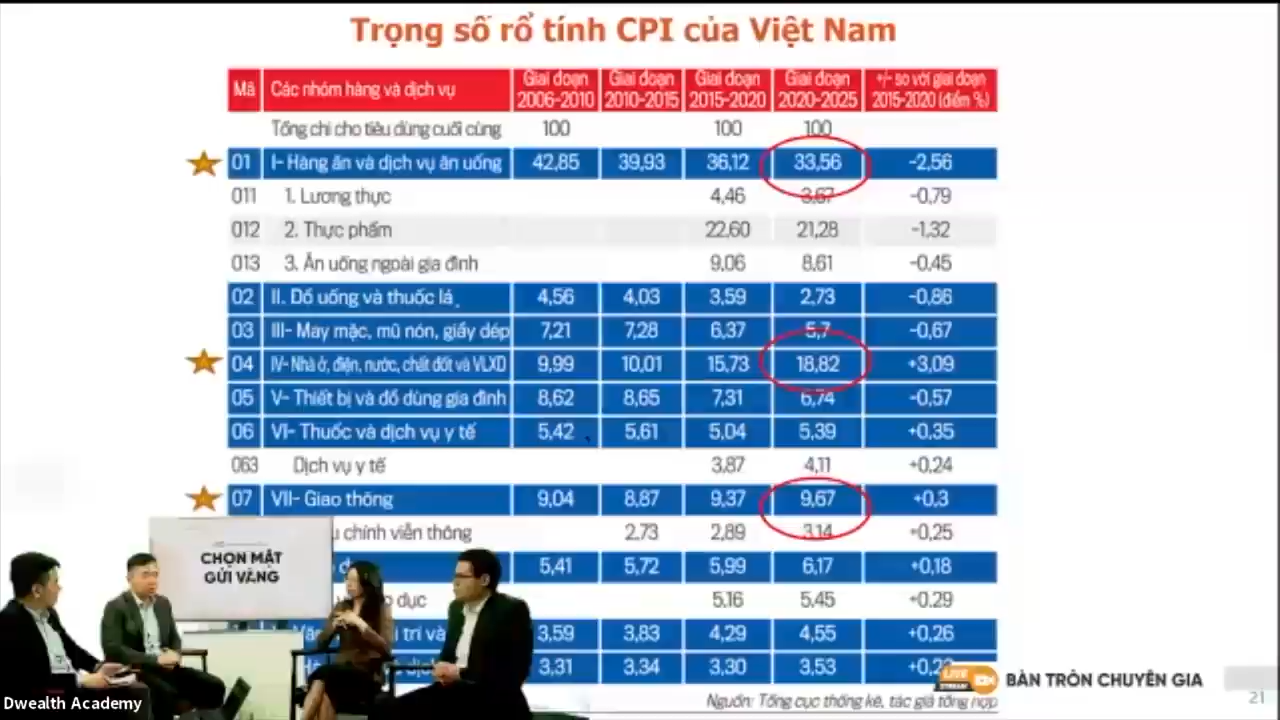 Trọng số rổ tính CPI của Việt Nam
Mã Các nhóm hàng và dịch vụ Giai đoạn 2006-2010 Giai đoạn 2010-2015 Giai đoạn 2015-2020 Giai đoạn 2020-2025 +/- so với giai đoạn 2015-2020 (điểm %)
Tổng chi cho tiêu dùng cuối cùng 100 100 100
01 I- Hàng ăn và dịch vụ ăn uống 42,85 39,93 36,12 33,56 -2,56
011 1. Lương thực 4,46 3,67 -0,79
012 2. Thực phẩm 22,60 21,28 -1,32
013 3. Ăn uống ngoài gia đình 9,06 8,61 -0,45
02 II. Đồ uống và thuốc lá 4,56 4,03 3,59 2,73 -0,86
03 III- May mặc, mũ nón, giầy dép 7,21 7,28 6,37 5,7 -0,67
04 IV- Nhà ở, điện, nước, chất đốt và VLXD 9,99 10,01 15,73 18,82 +3,09
05 V- Thiết bị và đồ dùng gia đình 8,62 8,65 7,31 6,74 -0,57
06 VI- Thuốc và dịch vụ y tế 5,42 5,61 5,04 5,39 +0,35
063 Dịch vụ y tế 3,87 4,11 +0,24
07 VII- Giao thông 9,04 8,87 9,37 9,67 +0,3
chính viễn thông 2,73 2,89 3,14 +0,25
5,41 5,72 5,99 6,17 +0,18
dục 5,16 5,45 +0,29
trí và 3,59 3,83 4,29 4,55 +0,26
3,31 3,34 3,30 3,53
CHỌN MẶT
GỬI VÀNG
LIVE STREAM BÀN TRÒN CHUYÊN GIA
Nguồn: Tổng cục thống kê, tác giả tổng hợp
21
Dwealth Academy